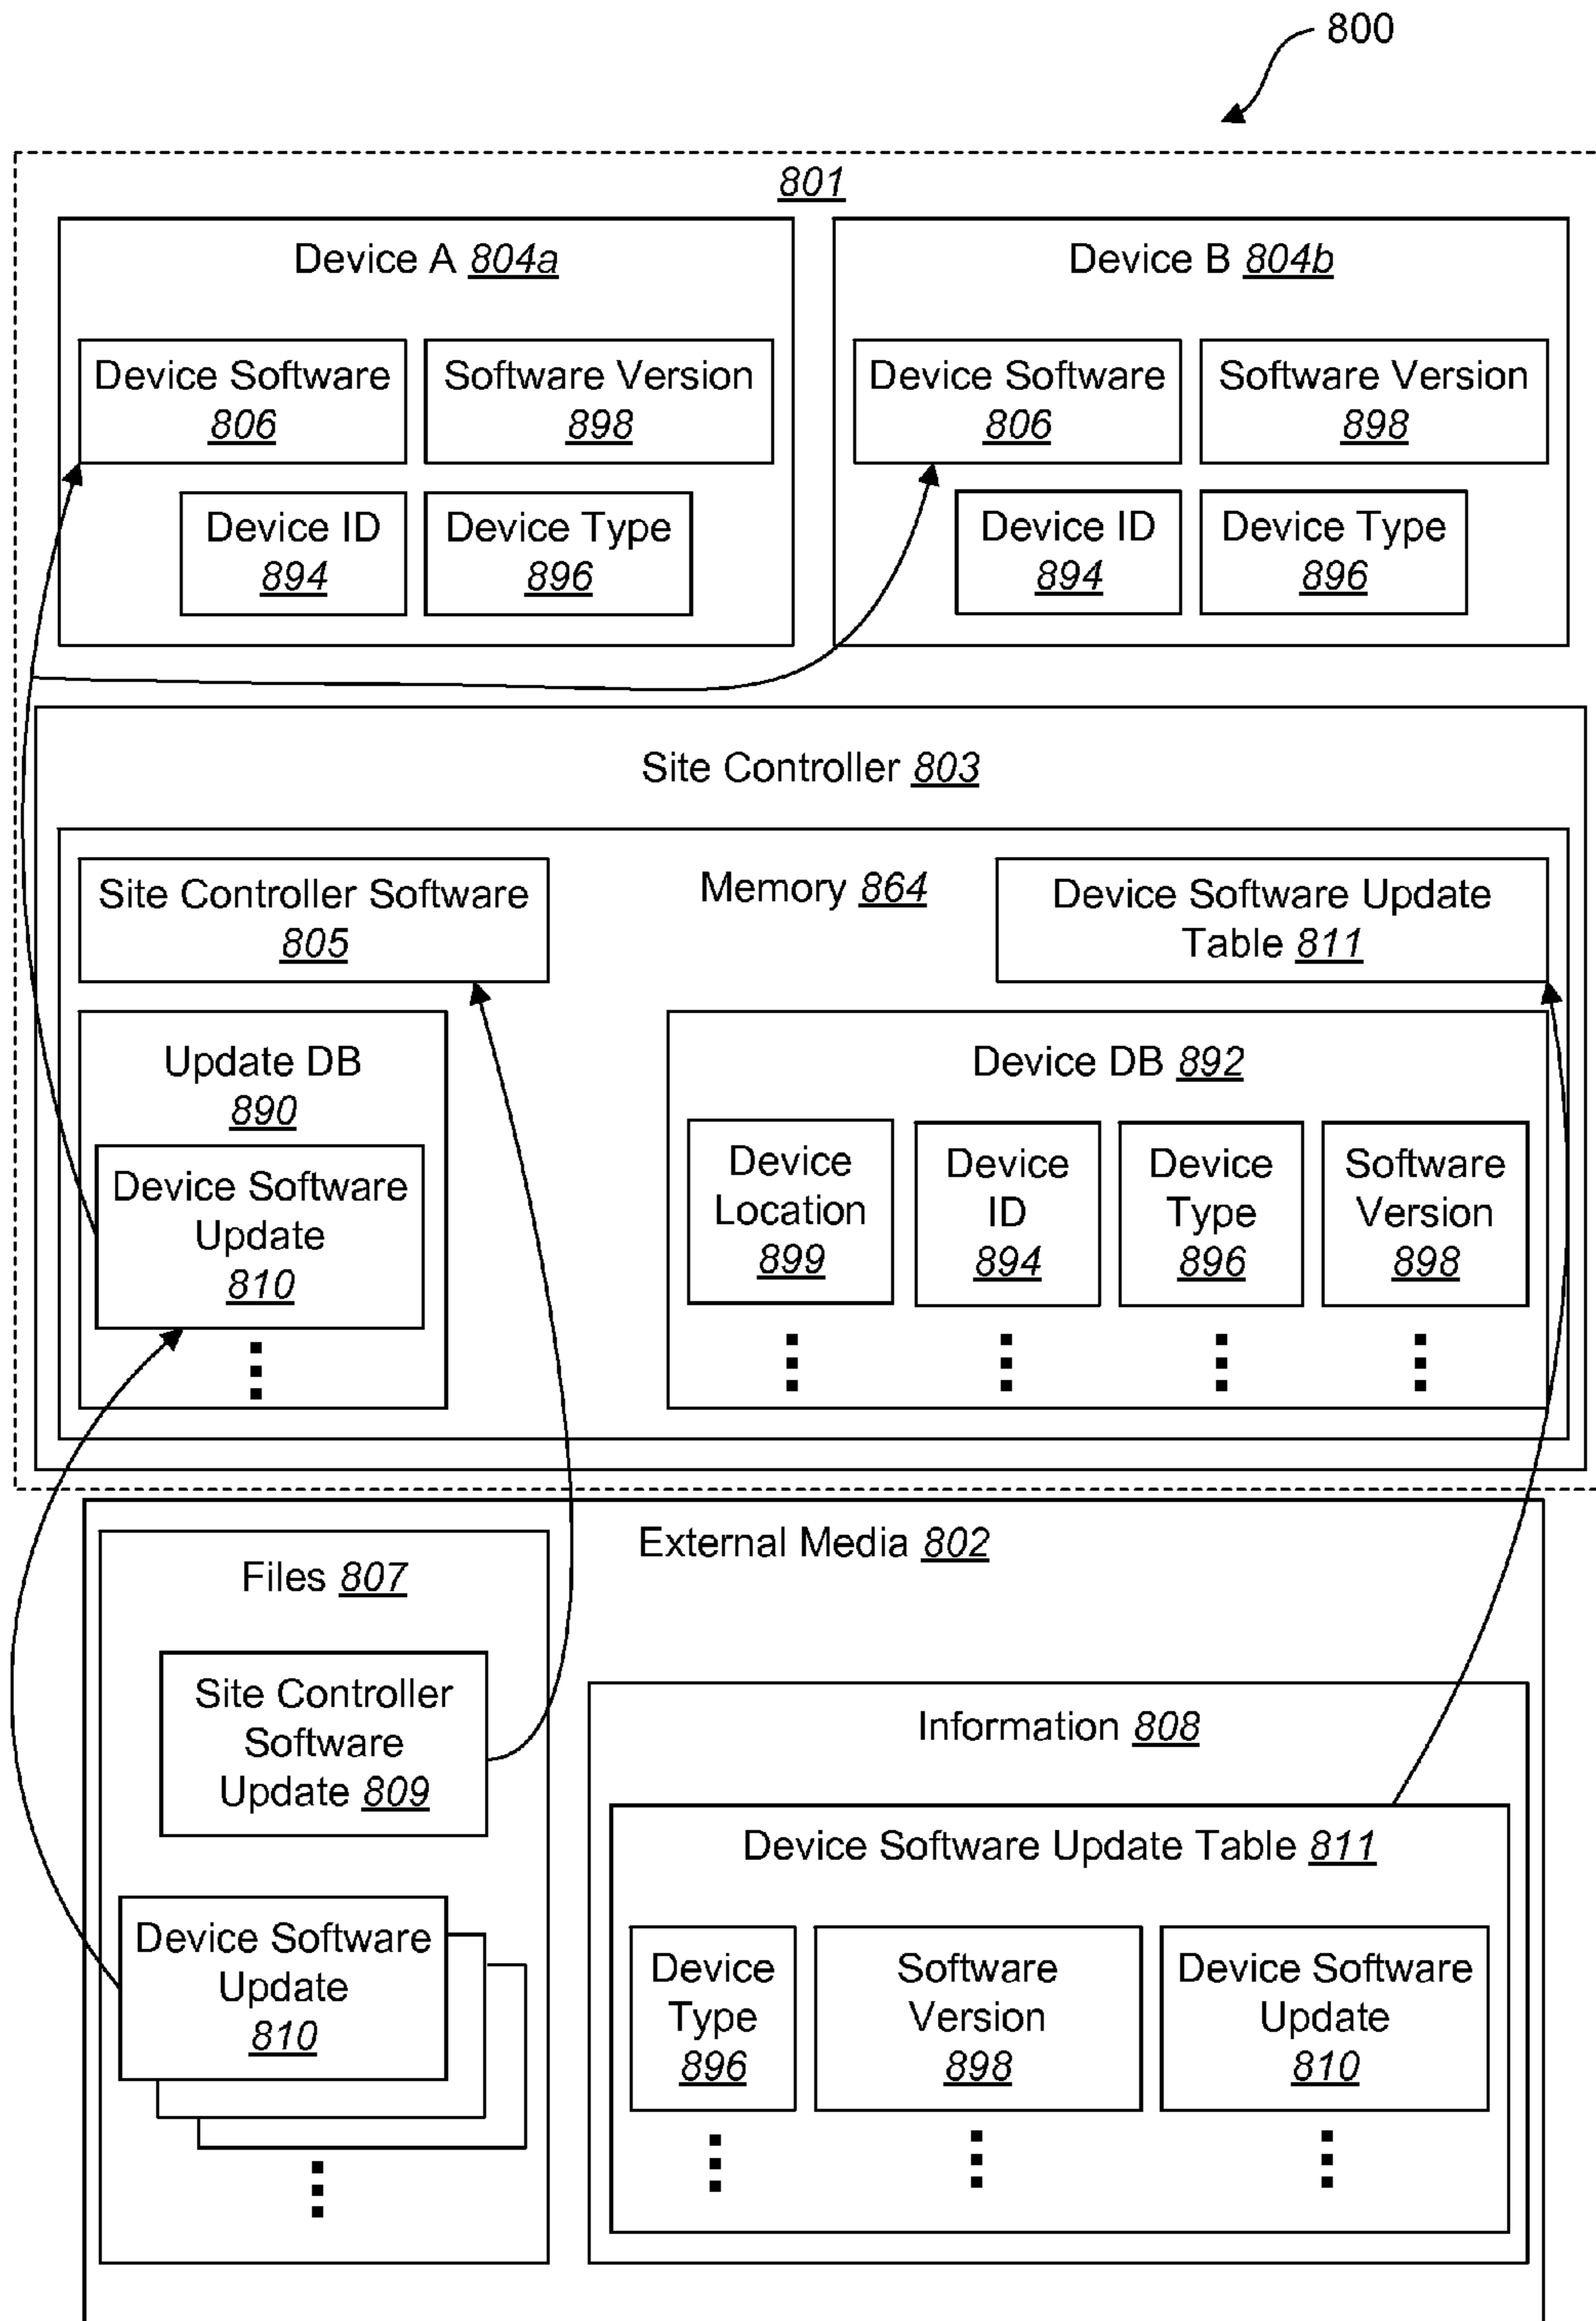 800
801
Device A 804a
Device Software
806
Software Version
898
Device ID
894
Device Type
896
Device B 804b
Device Software
806
Software Version
898
Device ID
894
Device Type
896
Site Controller 803
Memory 864
Site Controller Software
805
Device Software Update
Table 811
Update DB
890
Device Software
Update
810
Device DB 892
Device
Location
899
Device
ID
894
Device
Type
896
Software
Version
898
External Media 802
Files 807
Site Controller
Software
Update 809
Device Software
Update
810
Information 808
Device Software Update Table 811
Device
Type
896
Software
Version
898
Device Software
Update
810